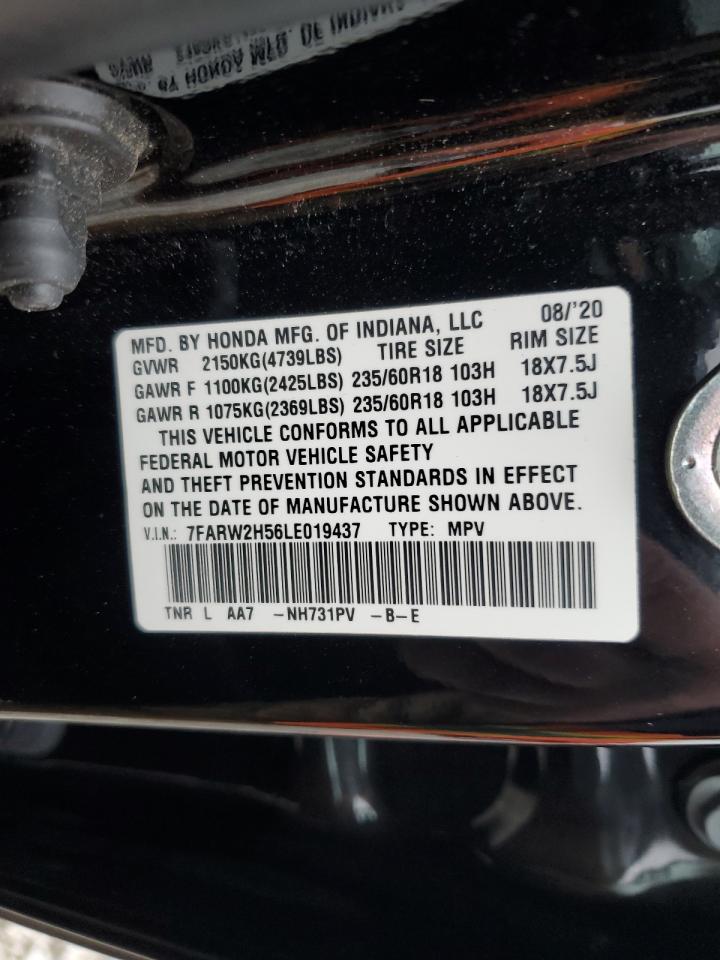 MFD. BY HONDA MFG. OF INDIANA, LLC 08/'20
GVWR 2150KG(4739LBS) TIRE SIZE RIM SIZE
GAWR F 1100KG(2425LBS) 235/60R18 103H 18X7.5J
GAWR R 1075KG(2369LBS) 235/60R18 103H 18X7.5J
THIS VEHICLE CONFORMS TO ALL APPLICABLE
FEDERAL MOTOR VEHICLE SAFETY
AND THEFT PREVENTION STANDARDS IN EFFECT
ON THE DATE OF MANUFACTURE SHOWN ABOVE.
V.I.N.: 7FARW2H56LE019437 TYPE: MPV
TNR L AA7 -NH731PV -B-E